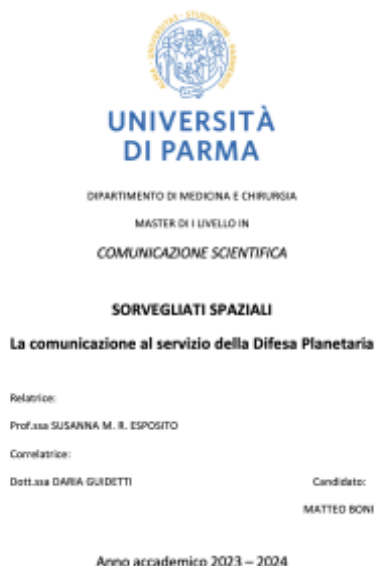 UNIVERSITÀ
DI PARMA
DIPARTIMENTO DI MEDICINA E CHIRURGIA
MASTER DI I LIVELLO IN
COMUNICAZIONE SCIENTIFICA
SORVEGLIATI SPAZIALI
La comunicazione al servizio della Difesa Planetaria
Relatrice:
Prof.ssa SUSANNA M. R. ESPOSITO
Correlatrice:
Dott.ssa DARIA GUIDETTI
Candidato:
MATTEO BONI
Anno accademico 2023 – 2024